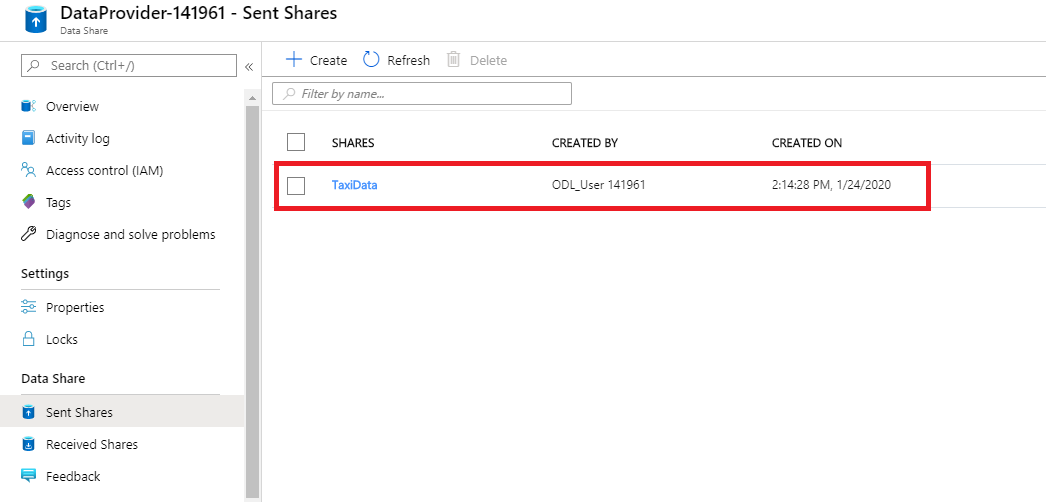 DataProvider-141961 - Sent Shares
Data Share
Search (Ctrl+/)
«
Overview
Activity log
Access control (IAM)
Tags
Diagnose and solve problems
Settings
Properties
Locks
Data Share
Sent Shares
Received Shares
Feedback
Create Refresh Delete
Filter by name...
SHARES CREATED BY CREATED ON
TaxiData ODL_User 141961 2:14:28 PM, 1/24/2020